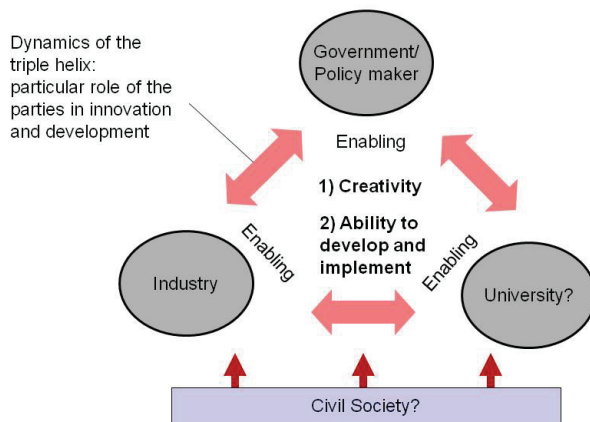 Dynamics of the
triple helix:
particular role of the
parties in innovation
and development
Government/
Policy maker
Enabling
1) Creativity
2) Ability to
develop and
implement
Enabling
Enabling
Industry
University?
Civil Society?